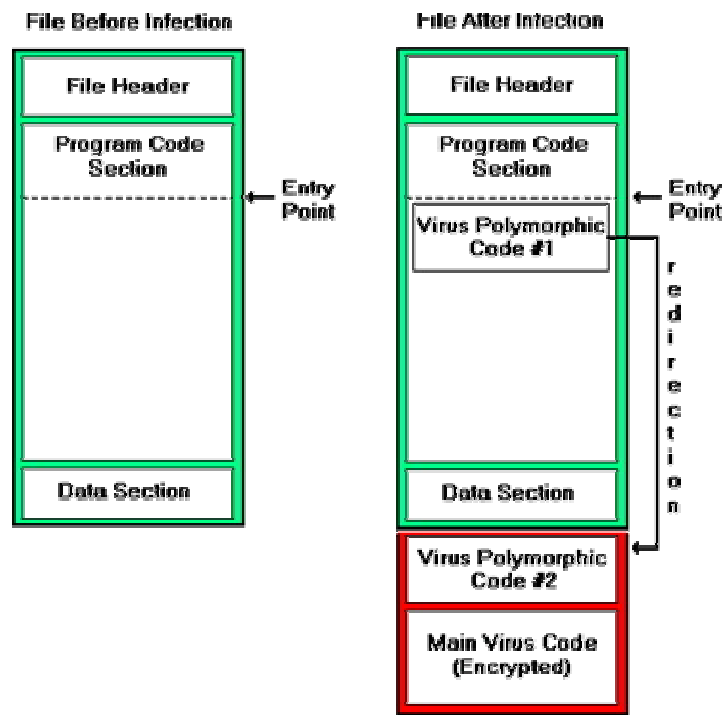 File Before Infection
File Header
Program Code
Section
Entry
Point
Data Section
File After Infection
File Header
Program Code
Section
Entry
Point
Virus Polymorphic
Code #1
redirection
Data Section
Virus Polymorphic
Code #2
Main Virus Code
(Encrypted)